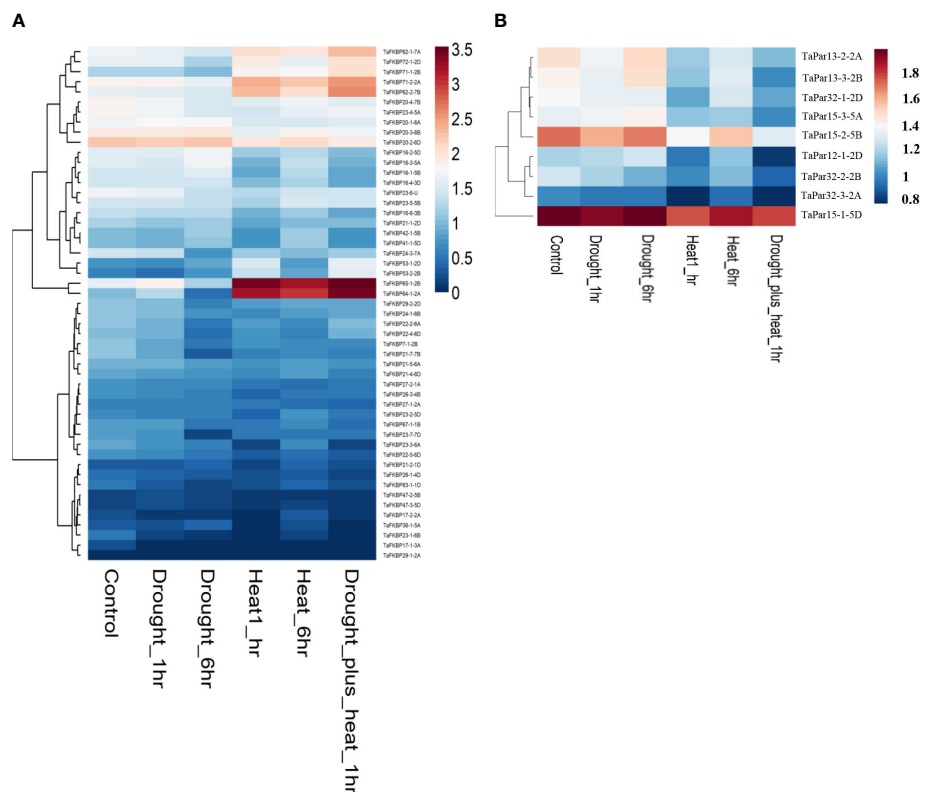 A
B
TaFKBP62-1-7A
TaFKBP72-1-2D
TaFKBP71-1-2B
TaFKBP71-2-2A
TaFKBP62-2-7B
TaFKBP20-4-7B
TaFKBP23-4-5A
TaFKBP20-1-6A
TaFKBP20-3-6B
TaFKBP20-2-6D
TaFKBP16-2-5D
TaFKBP16-3-5A
TaFKBP16-1-5B
TaFKBP16-4-3D
TaFKBP23-6-U
TaFKBP23-5-5B
TaFKBP16-6-3B
TaFKBP21-1-2D
TaFKBP42-1-5B
TaFKBP41-1-5D
TaFKBP24-3-7A
TaFKBP53-1-2D
TaFKBP53-2-2B
TaFKBP65-1-2B
TaFKBP64-1-2A
TaFKBP29-2-2D
TaFKBP24-1-6B
TaFKBP22-2-6A
TaFKBP22-4-6D
TaFKBP7-1-2B
TaFKBP21-7-7B
TaFKBP21-5-6A
TaFKBP21-4-6D
TaFKBP27-2-1A
TaFKBP26-3-4B
TaFKBP27-1-2A
TaFKBP23-2-5D
TaFKBP67-1-1B
TaFKBP23-7-7D
TaFKBP23-3-6A
TaFKBP22-5-6D
TaFKBP21-2-1D
TaFKBP26-1-4D
TaFKBP63-1-1D
TaFKBP47-2-5B
TaFKBP47-3-5D
TaFKBP17-2-2A
TaFKBP36-1-5A
TaFKBP23-1-6B
TaFKBP17-1-3A
TaFKBP29-1-2A
3.5
3
2.5
2
1.5
1
0.5
0
Control
Drought_1hr
Drought_6hr
Heat1_hr
Heat_6hr
Drought_plus_heat_1hr
TaPar13-2-2A
TaPar13-3-2B
TaPar32-1-2D
TaPar15-3-5A
TaPar15-2-5B
TaPar12-1-2D
TaPar32-2-2B
TaPar32-3-2A
TaPar15-1-5D
1.8
1.6
1.4
1.2
1
0.8
Control
Drought_1hr
Drought_6hr
Heat1_hr
Heat_6hr
Drought_plus_heat_1hr